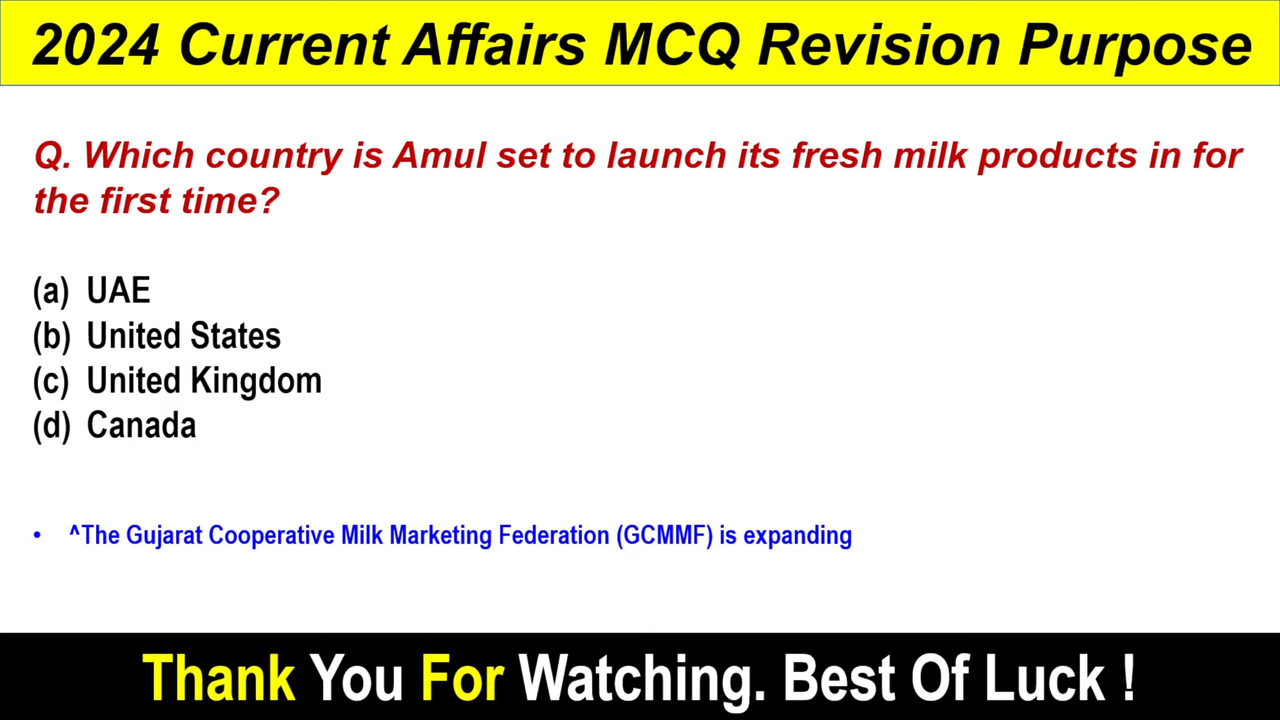 2024 Current Affairs MCQ Revision Purpose
Q. Which country is Amul set to launch its fresh milk products in for
the first time?
(a) UAE
(b) United States
(c) United Kingdom
(d) Canada
• ^The Gujarat Cooperative Milk Marketing Federation (GCMMF) is expanding
Thank You For Watching. Best Of Luck !